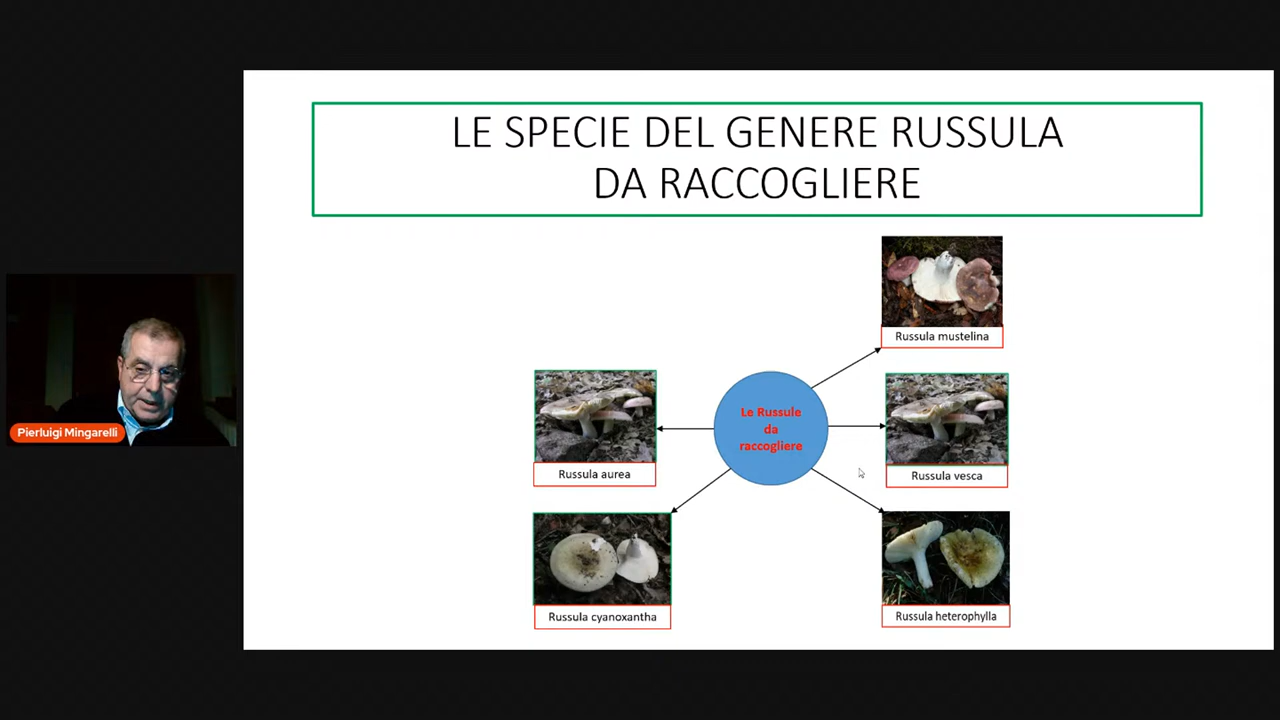 LE SPECIE DEL GENERE RUSSULA
DA RACCOGLIERE
Russula mustelina
Le Russule
da
raccogliere
Russula aurea
Russula vesca
Russula cyanoxantha
Russula heterophylla
Pierluigi Mingarelli